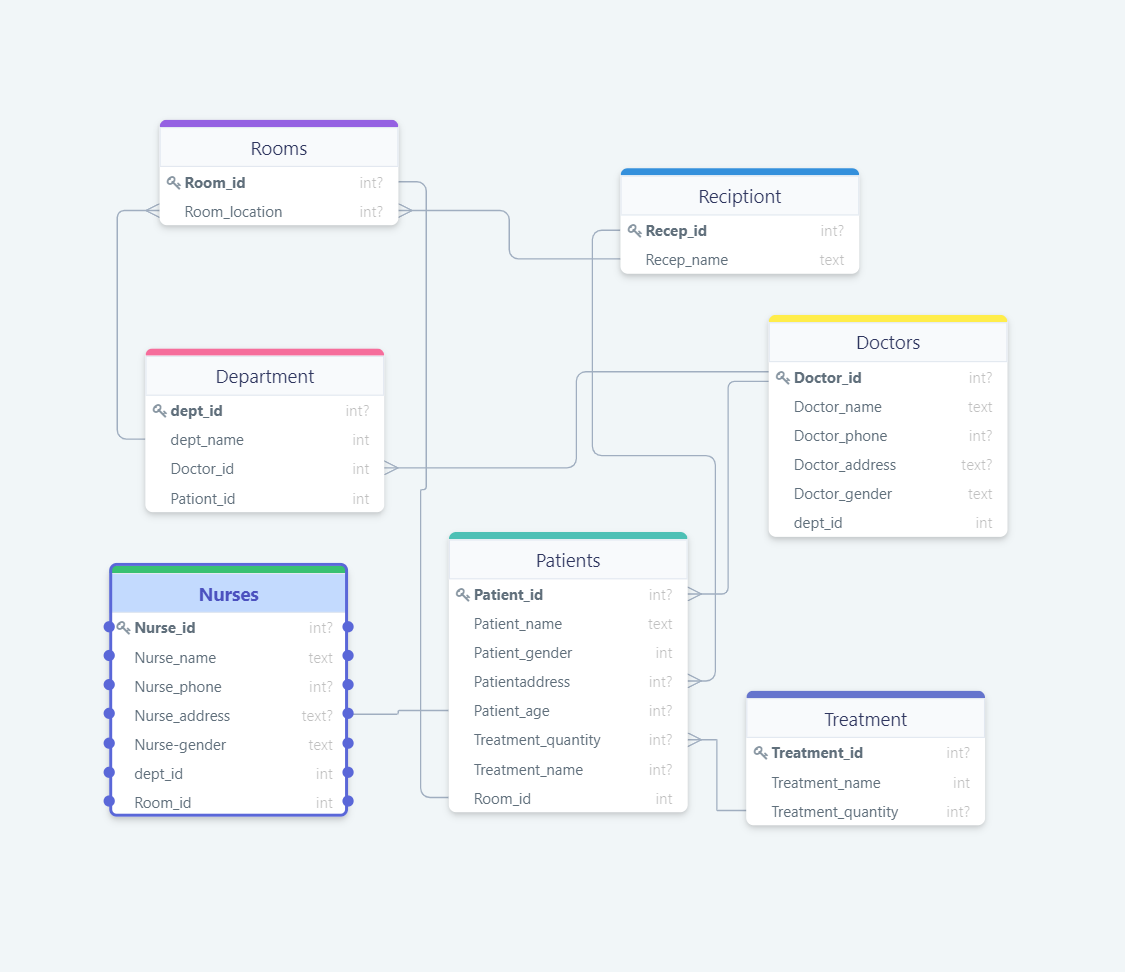 Rooms
Room_id int?
Room_location int?
Reciptiont
Recep_id int?
Recep_name text
Doctors
Doctor_id int?
Doctor_name text
Doctor_phone int?
Doctor_address text?
Doctor_gender text
dept_id int
Department
dept_id int?
dept_name int
Doctor_id int
Pationt_id int
Patients
Patient_id int?
Patient_name text
Patient_gender int
Patientaddress int?
Patient_age int?
Treatment_quantity int?
Treatment_name int?
Room_id int
Nurses
Nurse_id int?
Nurse_name text
Nurse_phone int?
Nurse_address text?
Nurse-gender text
dept_id int
Room_id int
Treatment
Treatment_id int?
Treatment_name int
Treatment_quantity int?